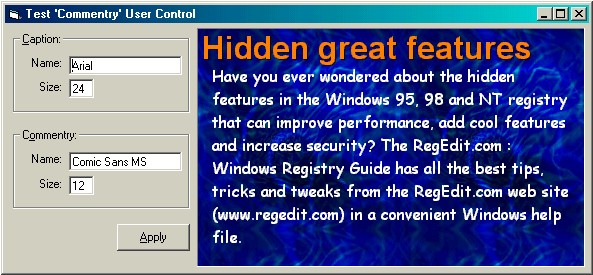 Test 'Commentry' User Control
Caption:
Name: Arial
Size: 24
Commentry:
Name: Comic Sans MS
Size: 12
Apply
Hidden great features
Have you ever wondered about the hidden
features in the Windows 95, 98 and NT registry
that can improve performance, add cool features
and increase security? The RegEdit.com :
Windows Registry Guide has all the best tips,
tricks and tweaks from the RegEdit.com web site
(www.regedit.com) in a convenient Windows help
file.